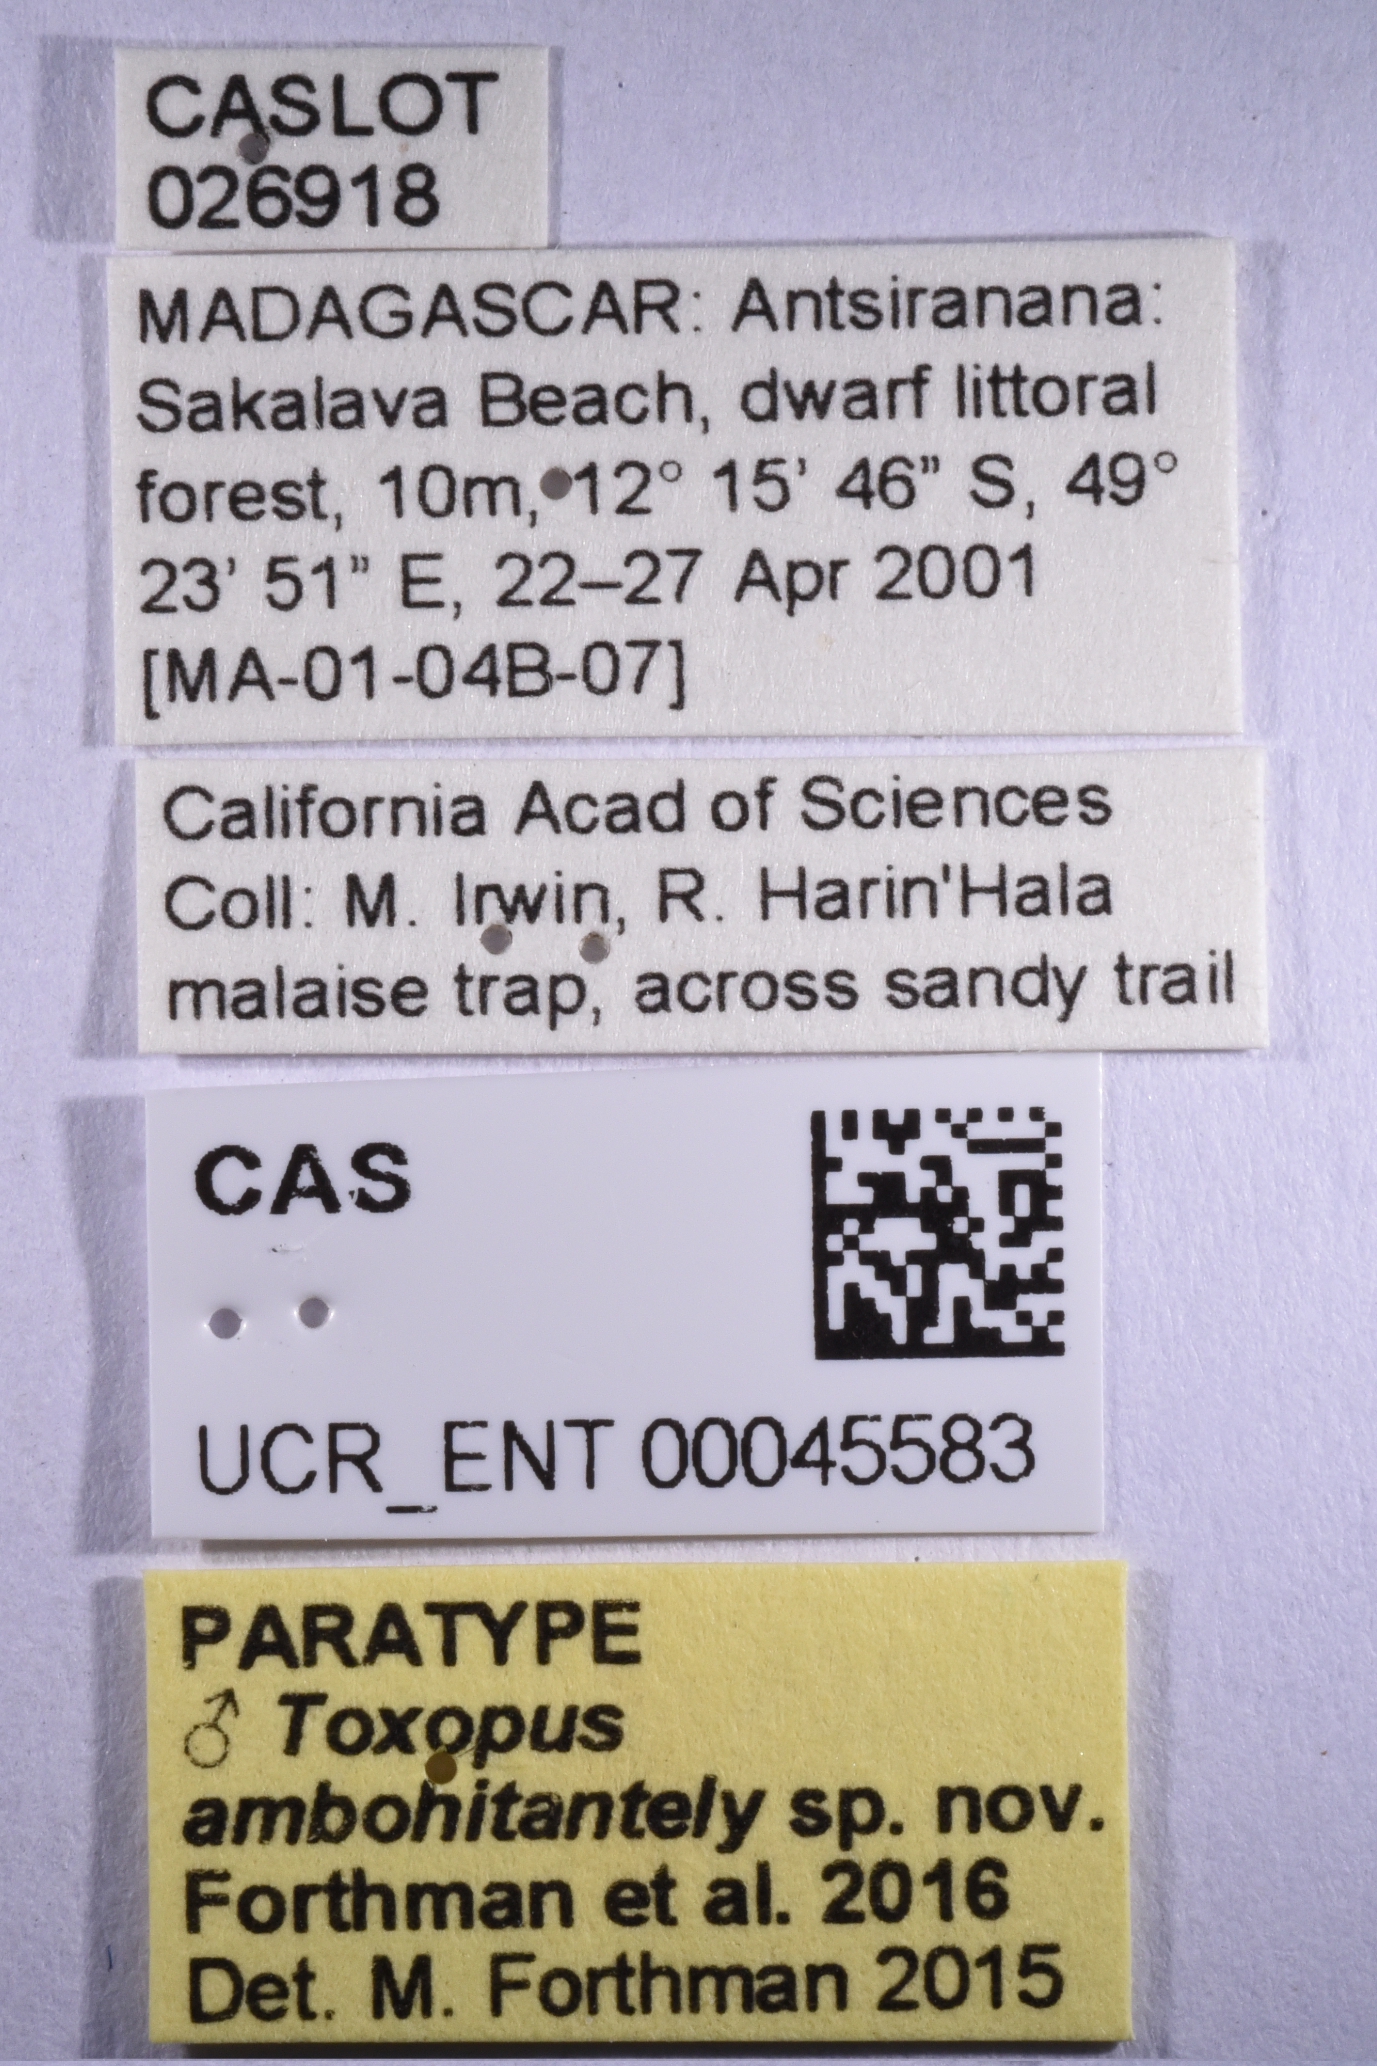 CASLOT
026918
MADAGASCAR: Antsiranana:
Sakalava Beach, dwarf littoral
forest, 10m, 12° 15’ 46” S, 49°
23’ 51” E, 22–27 Apr 2001
[MA-01-04B-07]
California Acad of Sciences
Coll: M. Irwin, R. Harin'Hala
malaise trap, across sandy trail
CAS
UCR_ENT 00045583
PARATYPE
♂ Toxopus
ambohitantely sp. nov.
Forthman et al. 2016
Det. M. Forthman 2015